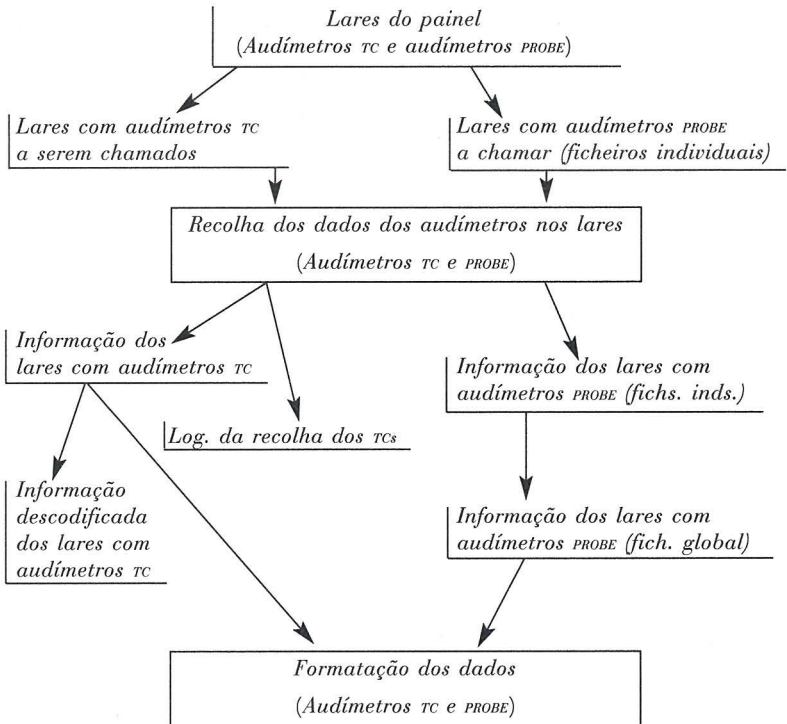 Lares do painel
(Audímetros TC e audímetros PROBE)
Lares com audímetros TC
a serem chamados
Lares com audímetros PROBE
a chamar (ficheiros individuais)
Recolha dos dados dos audímetros nos lares
(Audímetros TC e PROBE)
Informação dos
lares com audímetros TC
Informação dos lares com
audímetros PROBE (fichs. inds.)
Log. da recolha dos TCs
Informação
descodificada
dos lares com
audímetros TC
Informação dos lares com
audímetros PROBE (fich. global)
Formatação dos dados
(Audímetros TC e PROBE)